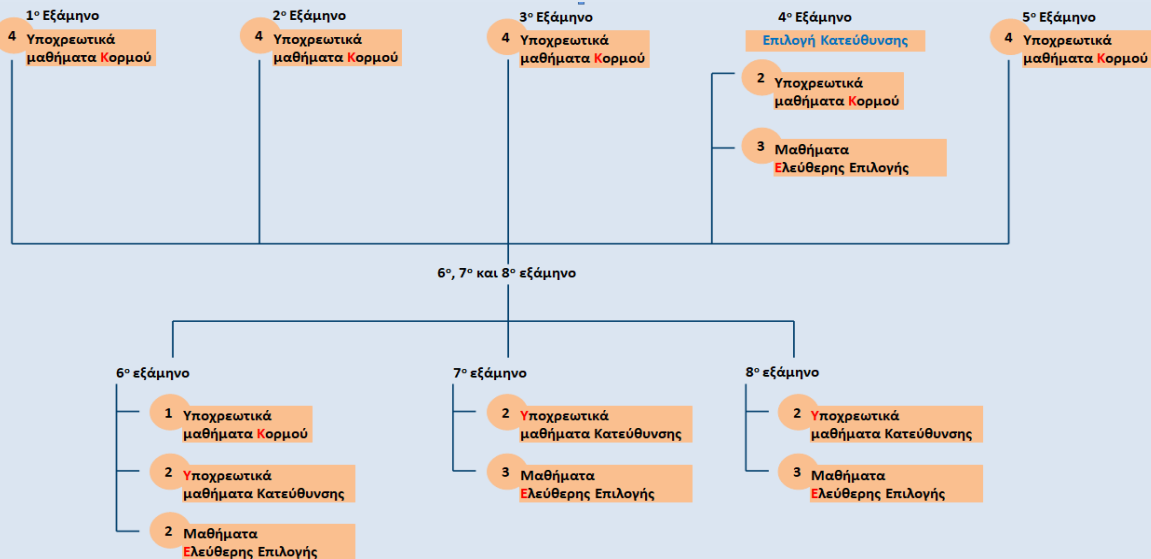 1ο Εξάμηνο
4 Υποχρεωτικά
μαθήματα Κορμού
2ο Εξάμηνο
4 Υποχρεωτικά
μαθήματα Κορμού
3ο Εξάμηνο
4 Υποχρεωτικά
μαθήματα Κορμού
4ο Εξάμηνο
Επιλογή Κατεύθυνσης
2 Υποχρεωτικά
μαθήματα Κορμού
3 Μαθήματα
Ελεύθερης Επιλογής
5ο Εξάμηνο
4 Υποχρεωτικά
μαθήματα Κορμού
6ο, 7ο και 8ο εξάμηνο
6ο εξάμηνο
1 Υποχρεωτικά
μαθήματα Κορμού
2 Υποχρεωτικά
μαθήματα Κατεύθυνσης
2 Μαθήματα
Ελεύθερης Επιλογής
7ο εξάμηνο
2 Υποχρεωτικά
μαθήματα Κατεύθυνσης
3 Μαθήματα
Ελεύθερης Επιλογής
8ο εξάμηνο
2 Υποχρεωτικά
μαθήματα Κατεύθυνσης
3 Μαθήματα
Ελεύθερης Επιλογής